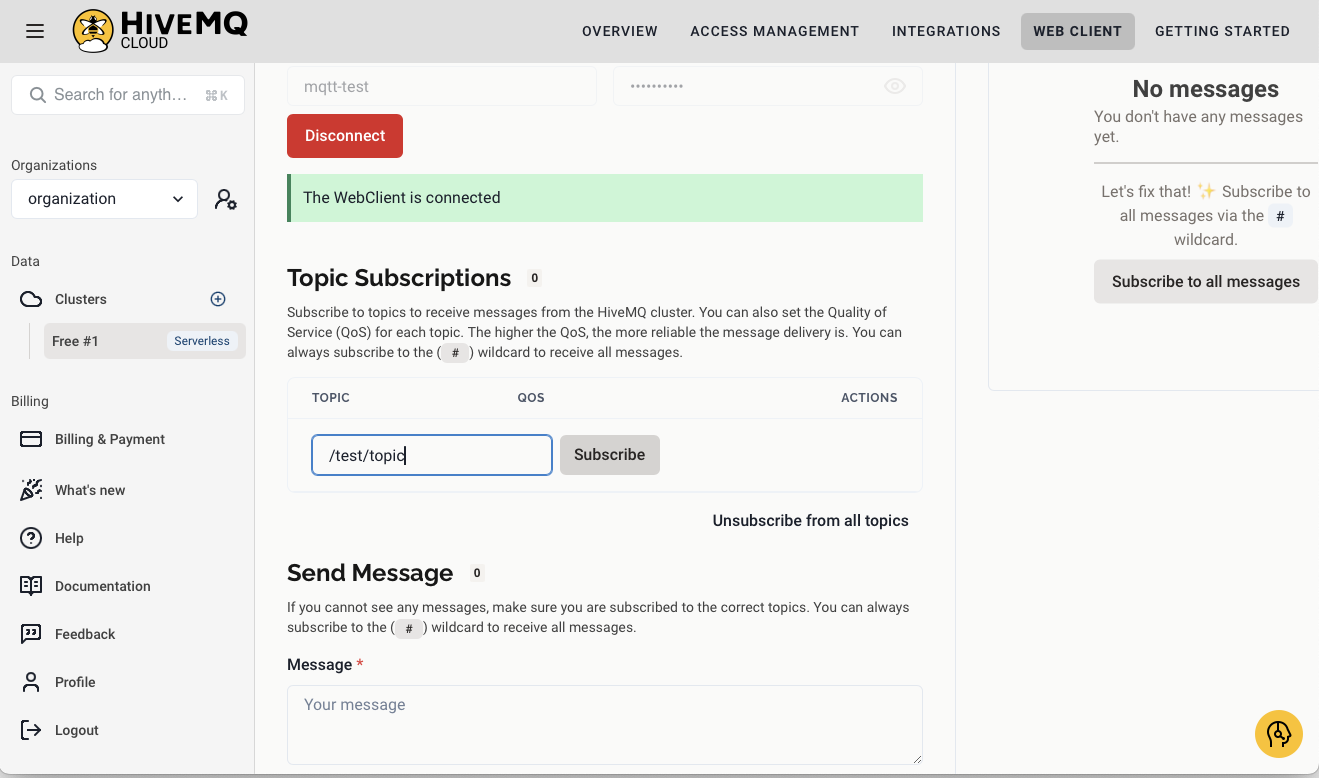 HIVEMQ
CLOUD
OVERVIEW
ACCESS MANAGEMENT
INTEGRATIONS
WEB CLIENT
GETTING STARTED
Search for anyth…
⌘ K
Organizations
organization
Data
Clusters
Free #1
Serverless
Billing
Billing & Payment
What's new
Help
Documentation
Feedback
Profile
Logout
mqtt-test
••••••••••
Disconnect
The WebClient is connected
Topic Subscriptions 0
Subscribe to topics to receive messages from the HiveMQ cluster. You can also set the Quality of
Service (QoS) for each topic. The higher the QoS, the more reliable the message delivery is. You can
always subscribe to the ( # ) wildcard to receive all messages.
TOPIC QOS ACTIONS
/test/topic Subscribe
Unsubscribe from all topics
Send Message 0
If you cannot see any messages, make sure you are subscribed to the correct topics. You can always
subscribe to the ( # ) wildcard to receive all messages.
Message *
Your message
No messages
You don't have any messages
yet.
Let's fix that! ✨ Subscribe to
all messages via the #
wildcard.
Subscribe to all messages